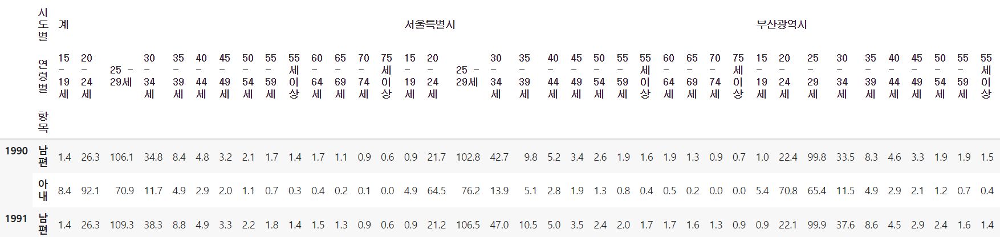 시도별 계 서울특별시 부산광역시
연령별 15 – 19세 20 – 24세 25 – 29세 30 – 34세 35 – 39세 40 – 44세 45 – 49세 50 – 54세 55 – 59세 55세이상 60 – 64세 65 – 69세 70 – 74세 75세이상 15 – 19세 20 – 24세 25 – 29세 30 – 34세 35 – 39세 40 – 44세 45 – 49세 50 – 54세 55 – 59세 55세이상 60 – 64세 65 – 69세 70 – 74세 75세이상 15 – 19세 20 – 24세 25 – 29세 30 – 34세 35 – 39세 40 – 44세 45 – 49세 50 – 54세 55 – 59세 55세이상
항목
1990 남편 1.4 26.3 106.1 34.8 8.4 4.8 3.2 2.1 1.7 1.4 1.7 1.1 0.9 0.6 0.9 21.7 102.8 42.7 9.8 5.2 3.4 2.6 1.9 1.6 1.9 1.3 0.9 0.7 1.0 22.4 99.8 33.5 8.3 4.6 3.3 1.9 1.9 1.5
아내 8.4 92.1 70.9 11.7 4.9 2.9 2.0 1.1 0.7 0.3 0.4 0.2 0.1 0.0 4.9 64.5 76.2 13.9 5.1 2.8 1.9 1.3 0.8 0.4 0.5 0.2 0.0 0.0 5.4 70.8 65.4 11.5 4.9 2.9 2.1 1.2 0.7 0.4
1991 남편 1.4 26.3 109.3 38.3 8.8 4.9 3.3 2.2 1.8 1.4 1.5 1.3 0.9 0.6 0.9 21.2 106.5 47.0 10.5 5.0 3.5 2.4 2.0 1.7 1.7 1.6 1.3 0.9 0.9 22.1 99.9 37.6 8.6 4.5 2.9 2.4 1.6 1.4